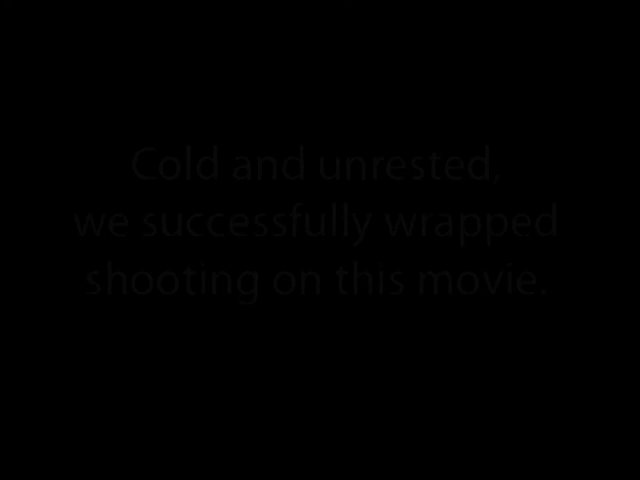 Cold and unrested,
we successfully wrapped
shooting on this movie.